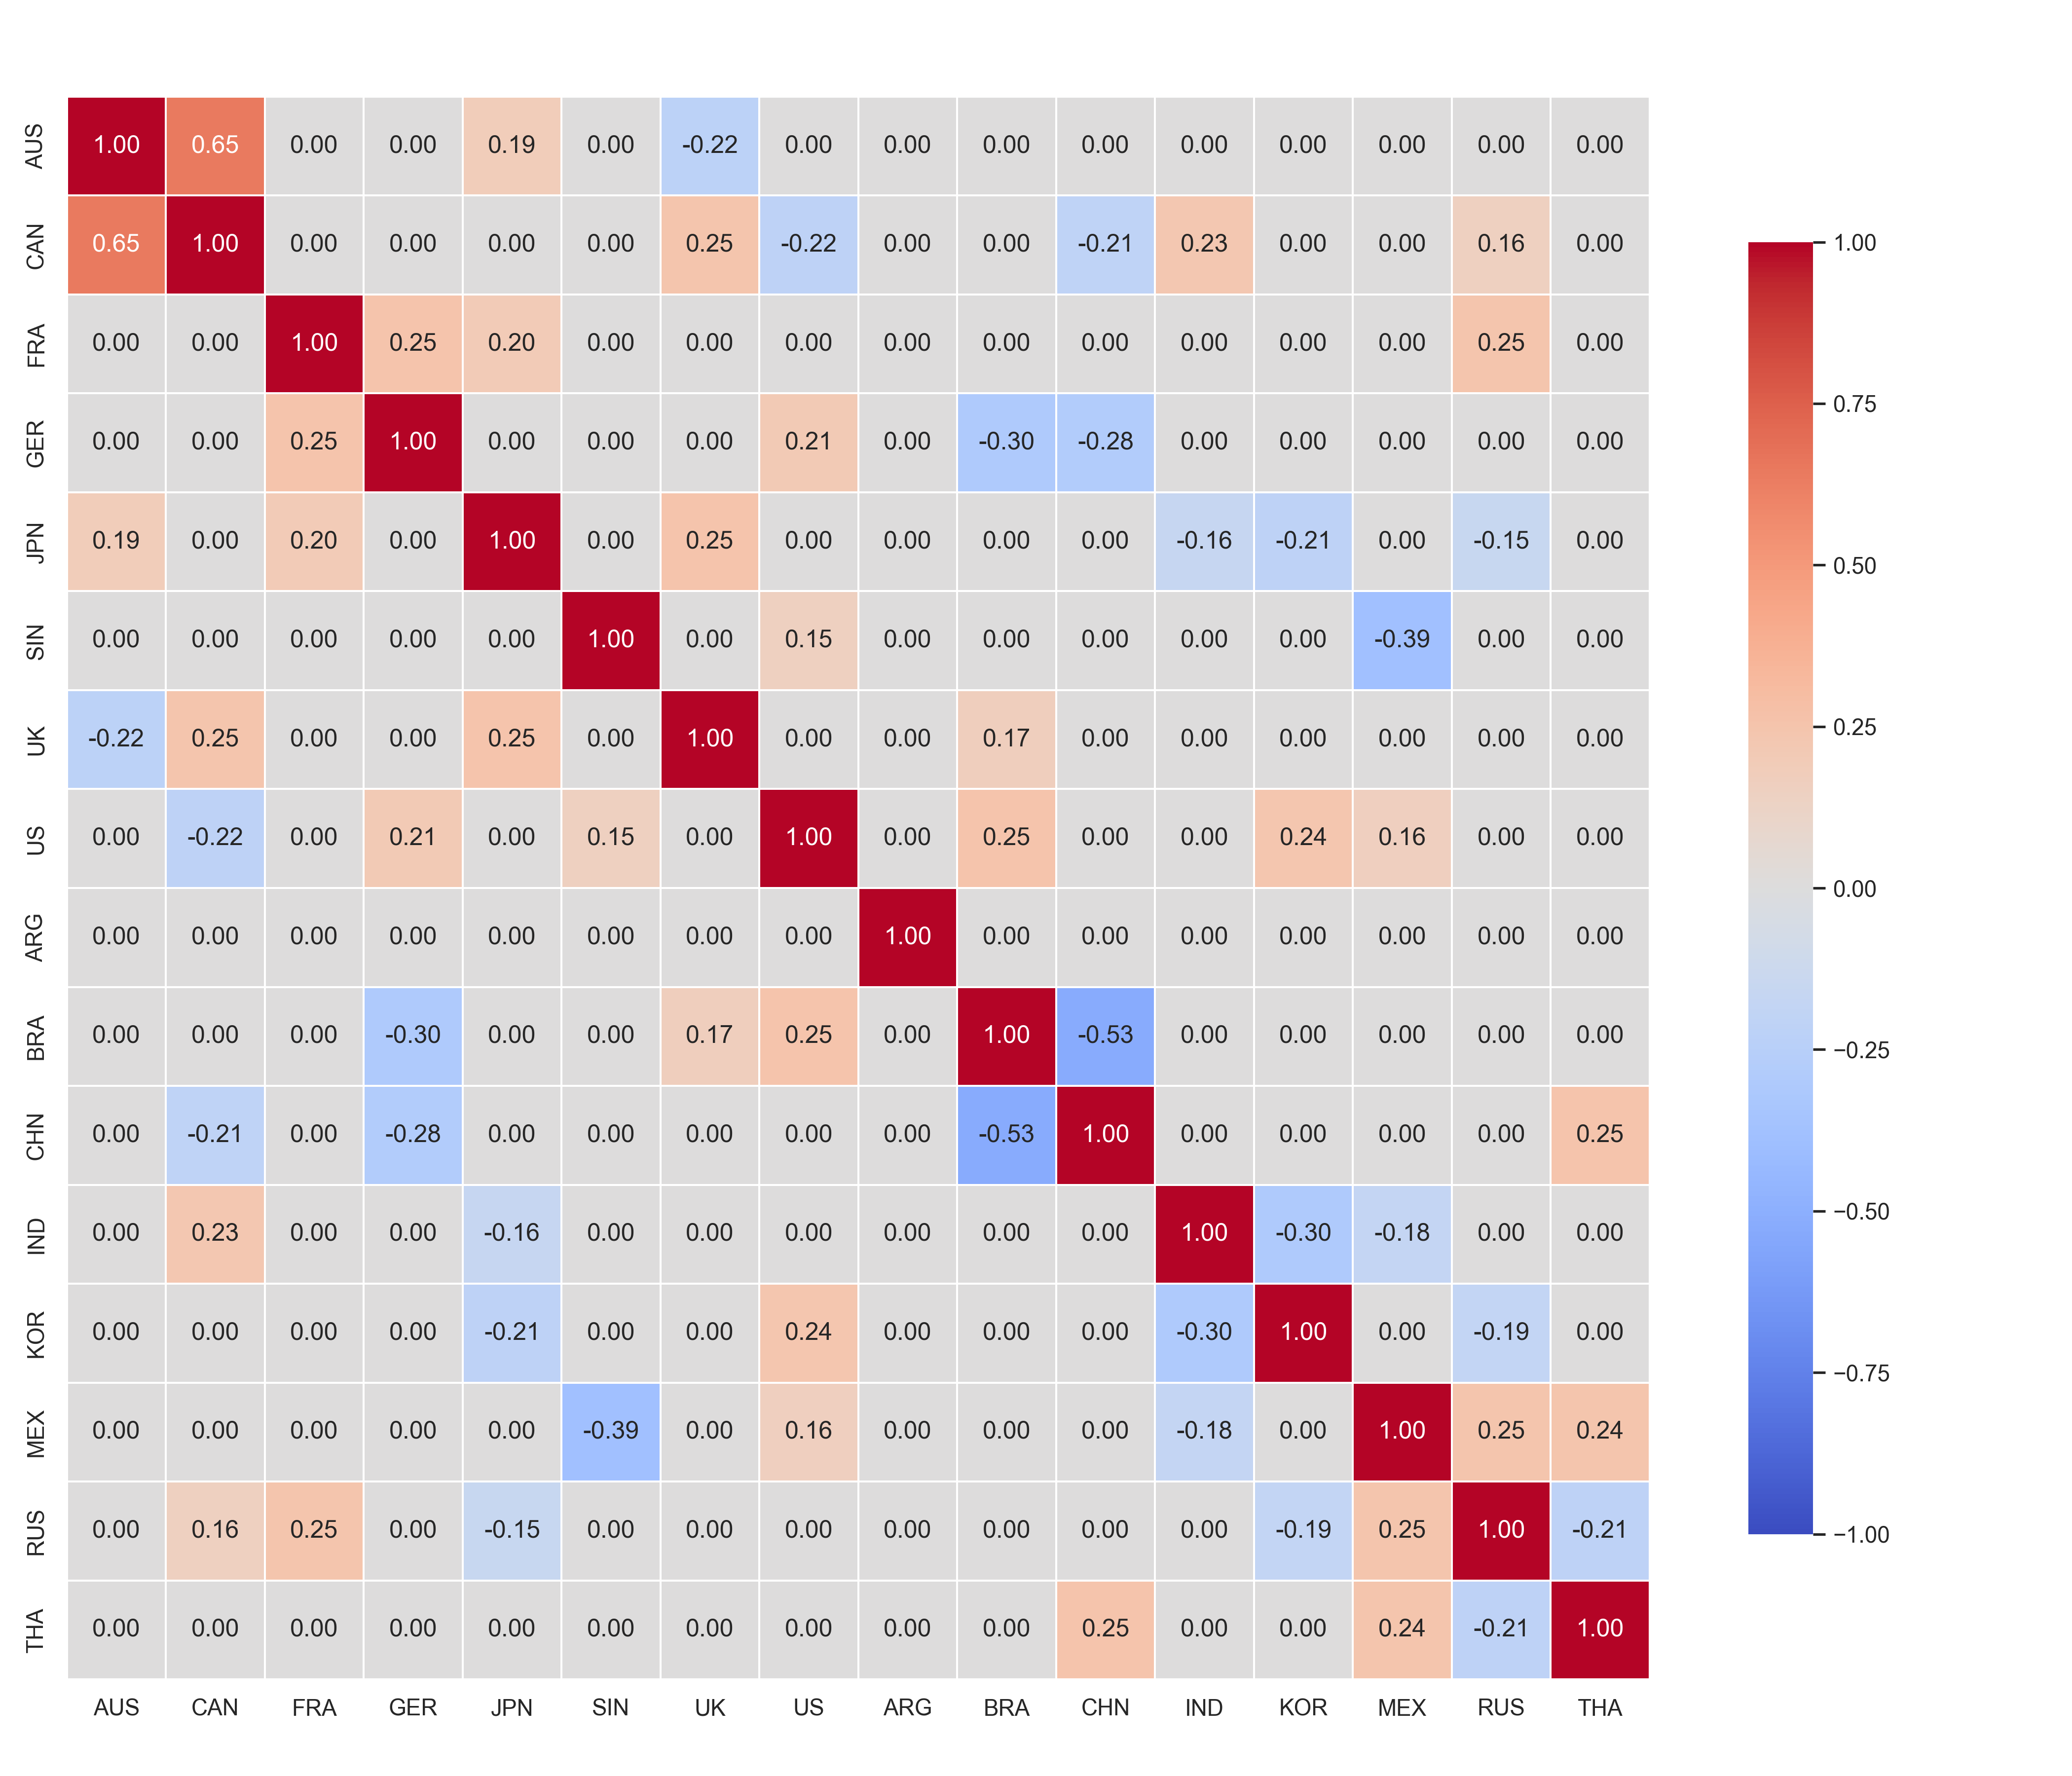 AUS 1.00 0.65 0.00 0.00 0.19 0.00 -0.22 0.00 0.00 0.00 0.00 0.00 0.00 0.00 0.00 0.00
CAN 0.65 1.00 0.00 0.00 0.00 0.00 0.25 -0.22 0.00 0.00 -0.21 0.23 0.00 0.00 0.16 0.00
FRA 0.00 0.00 1.00 0.25 0.20 0.00 0.00 0.00 0.00 0.00 0.00 0.00 0.00 0.00 0.25 0.00
GER 0.00 0.00 0.25 1.00 0.00 0.00 0.00 0.21 0.00 -0.30 -0.28 0.00 0.00 0.00 0.00 0.00
JPN 0.19 0.00 0.20 0.00 1.00 0.00 0.25 0.00 0.00 0.00 0.00 -0.16 -0.21 0.00 -0.15 0.00
SIN 0.00 0.00 0.00 0.00 0.00 1.00 0.00 0.15 0.00 0.00 0.00 0.00 0.00 -0.39 0.00 0.00
UK -0.22 0.25 0.00 0.00 0.25 0.00 1.00 0.00 0.00 0.17 0.00 0.00 0.00 0.00 0.00 0.00
US 0.00 -0.22 0.00 0.21 0.00 0.15 0.00 1.00 0.00 0.25 0.00 0.00 0.24 0.16 0.00 0.00
ARG 0.00 0.00 0.00 0.00 0.00 0.00 0.00 0.00 1.00 0.00 0.00 0.00 0.00 0.00 0.00 0.00
BRA 0.00 0.00 0.00 -0.30 0.00 0.00 0.17 0.25 0.00 1.00 -0.53 0.00 0.00 0.00 0.00 0.00
CHN 0.00 -0.21 0.00 -0.28 0.00 0.00 0.00 0.00 0.00 -0.53 1.00 0.00 0.00 0.00 0.00 0.25
IND 0.00 0.23 0.00 0.00 -0.16 0.00 0.00 0.00 0.00 0.00 0.00 1.00 -0.30 -0.18 0.00 0.00
KOR 0.00 0.00 0.00 0.00 -0.21 0.00 0.00 0.24 0.00 0.00 0.00 -0.30 1.00 0.00 -0.19 0.00
MEX 0.00 0.00 0.00 0.00 0.00 -0.39 0.00 0.16 0.00 0.00 0.00 -0.18 0.00 1.00 0.25 0.24
RUS 0.00 0.16 0.25 0.00 -0.15 0.00 0.00 0.00 0.00 0.00 0.00 0.00 -0.19 0.25 1.00 -0.21
THA 0.00 0.00 0.00 0.00 0.00 0.00 0.00 0.00 0.00 0.00 0.25 0.00 0.00 0.24 -0.21 1.00
AUS CAN FRA GER JPN SIN UK US ARG BRA CHN IND KOR MEX RUS THA
1.00
0.75
0.50
0.25
0.00
−0.25
−0.50
−0.75
−1.00